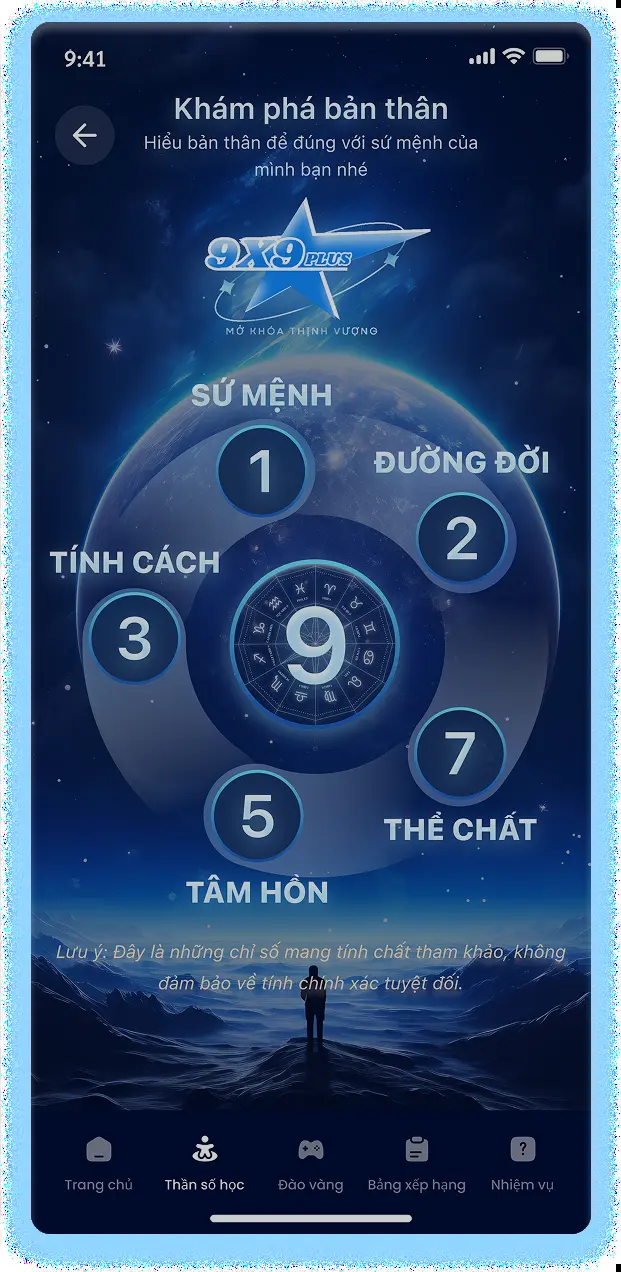 9:41
Khám phá bản thân
Hiểu bản thân để đúng với sứ mệnh của
mình bạn nhé
9X9 PLUS
MỞ KHÓA THỊNH VƯỢNG
SỨ MỆNH
1
ĐƯỜNG ĐỜI
2
TÍNH CÁCH
3
9
7
THỂ CHẤT
5
TÂM HỒN
Lưu ý: Đây là những chỉ số mang tính chất tham khảo, không
đảm bảo về tính chính xác tuyệt đối.
Trang chủ
Thần số học
Đào vàng
Bảng xếp hạng
?
Nhiệm vụ